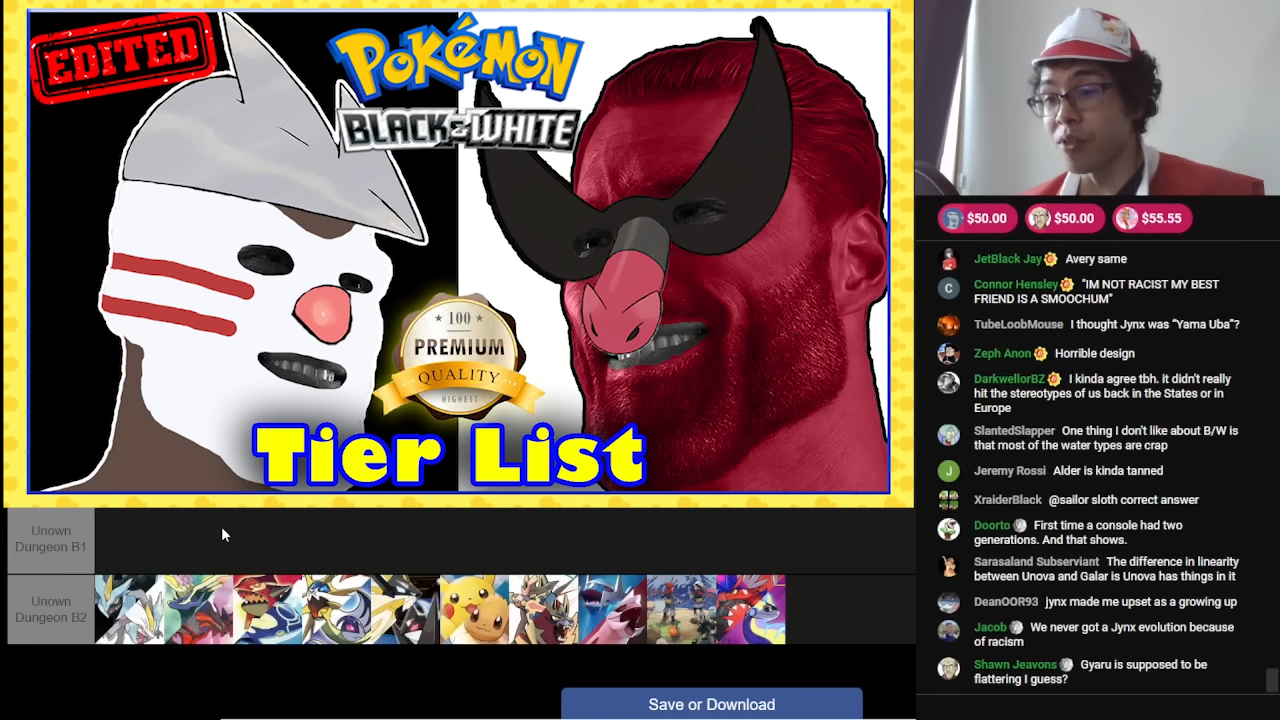 EDITED
POKéMON
BLACK & WHITE
100
PREMIUM
QUALITY
HIGHEST
Tier List
Unown
Dungeon B1
Unown
Dungeon B2
Save or Download
$50.00 $50.00 $55.55
JetBlack Jay Avery same
Connor Hensley "IM NOT RACIST MY BEST
FRIEND IS A SMOOCHUM"
TubeLoobMouse I thought Jynx was “Yama Uba”?
Zeph Anon Horrible design
DarkwellorBZ I kinda agree tbh. it didn't really
hit the stereotypes of us back in the States or in
Europe
SlantedSlapper One thing I don't like about B/W is
that most of the water types are crap
J Jeremy Rossi Alder is kinda tanned
XraiderBlack @sailor sloth correct answer
Doorto First time a console had two
generations. And that shows.
Sarasaland Subserviant The difference in linearity
between Unova and Galar is Unova has things in it
DeanOOR93 jynx made me upset as a growing up
Jacob We never got a Jynx evolution because
of racism
Shawn Jeavons Gyaru is supposed to be
flattering I guess?